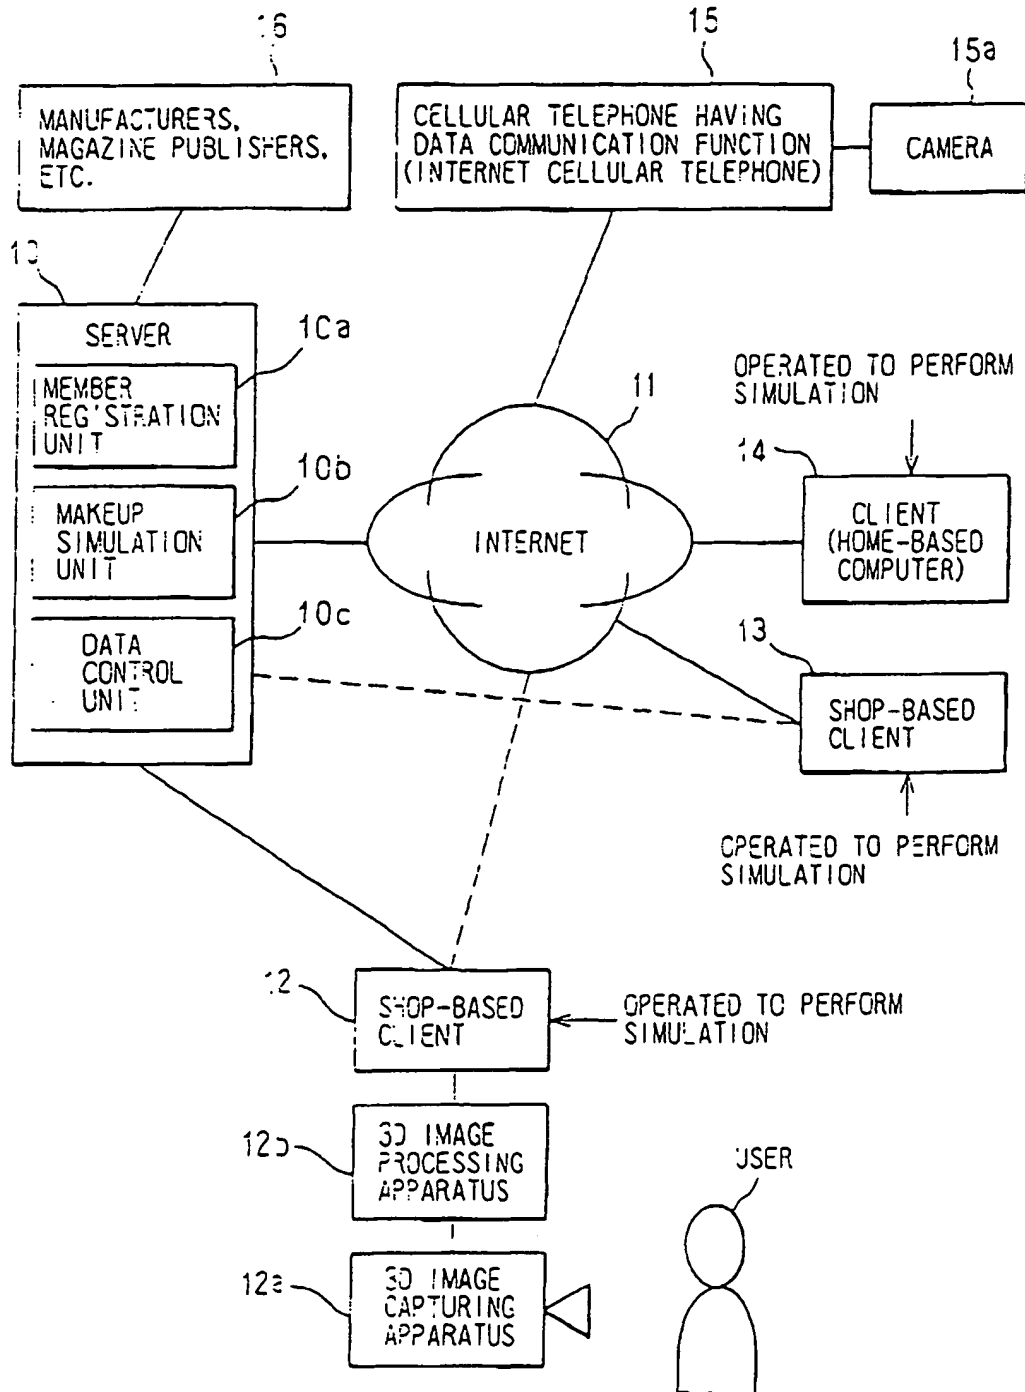 16
15
15a
MANUFACTURERS,
MAGAZINE PUBLISHERS,
ETC.
CELLULAR TELEPHONE HAVING
DATA COMMUNICATION FUNCTION
(INTERNET CELLULAR TELEPHONE)
CAMERA
10
SERVER
10a
MEMBER
REGISTRATION
UNIT
10b
MAKEUP
SIMULATION
UNIT
10c
DATA
CONTROL
UNIT
11
INTERNET
OPERATED TO PERFORM
SIMULATION
14
CLIENT
(HOME-BASED
COMPUTER)
13
SHOP-BASED
CLIENT
OPERATED TO PERFORM
SIMULATION
12
SHOP-BASED
CLIENT
OPERATED TO PERFORM
SIMULATION
12b
3D IMAGE
PROCESSING
APPARATUS
12a
3D IMAGE
CAPTURING
APPARATUS
USER